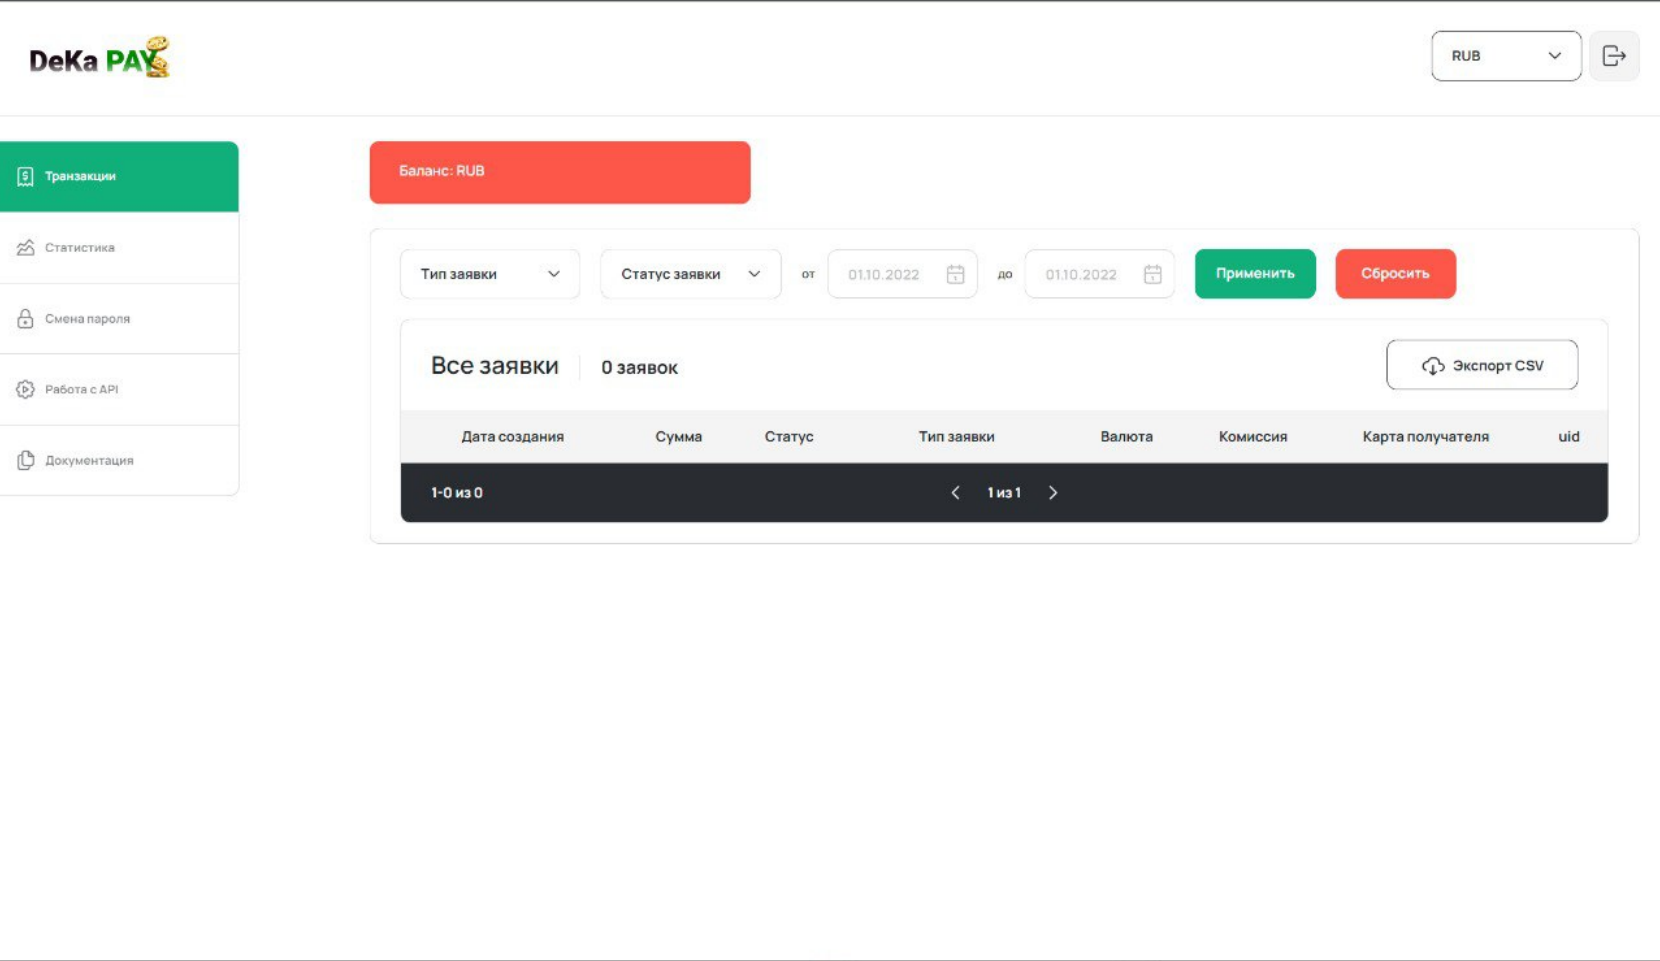 DeKa PAY
RUB
Транзакции
Статистика
Смена пароля
Работа с API
Документация
Баланс: RUB
Тип заявки
Статус заявки
от
01.10.2022
до
01.10.2022
Применить
Сбросить
Все заявки
0 заявок
Экспорт CSV
Дата создания
Сумма
Статус
Тип заявки
Валюта
Комиссия
Карта получателя
uid
1-0 из 0
1 из 1